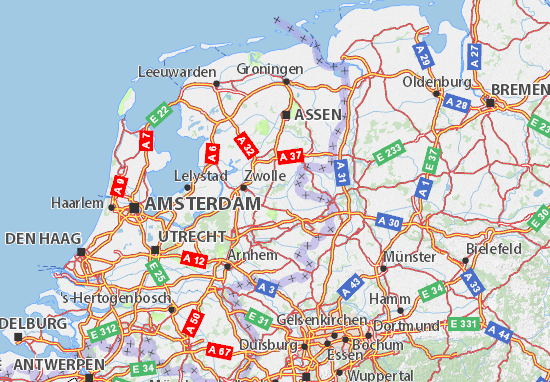 A 29
A 27
Leeuwarden
Groningen
Oldenburg
BREMEN
A 28
E 22
ASSEN
A 7
A 6
A 32
A 37
E 233
E 37
A 9
Lelystad
Zwolle
A 31
A 1
Haarlem
AMSTERDAM
A 30
E 30
DEN HAAG
UTRECHT
A 12
Arnhem
Münster
Bielefeld
E 25
A 3
A 43
E 34
A 33
's Hertogenbosch
Hamm
A 50
E 31
Gelsenkirchen
Dortmund
E 331
A 44
DELBURG
E 312
A 67
Duisburg
Bochum
Essen
E 34
ANTWERPEN
Wuppertal